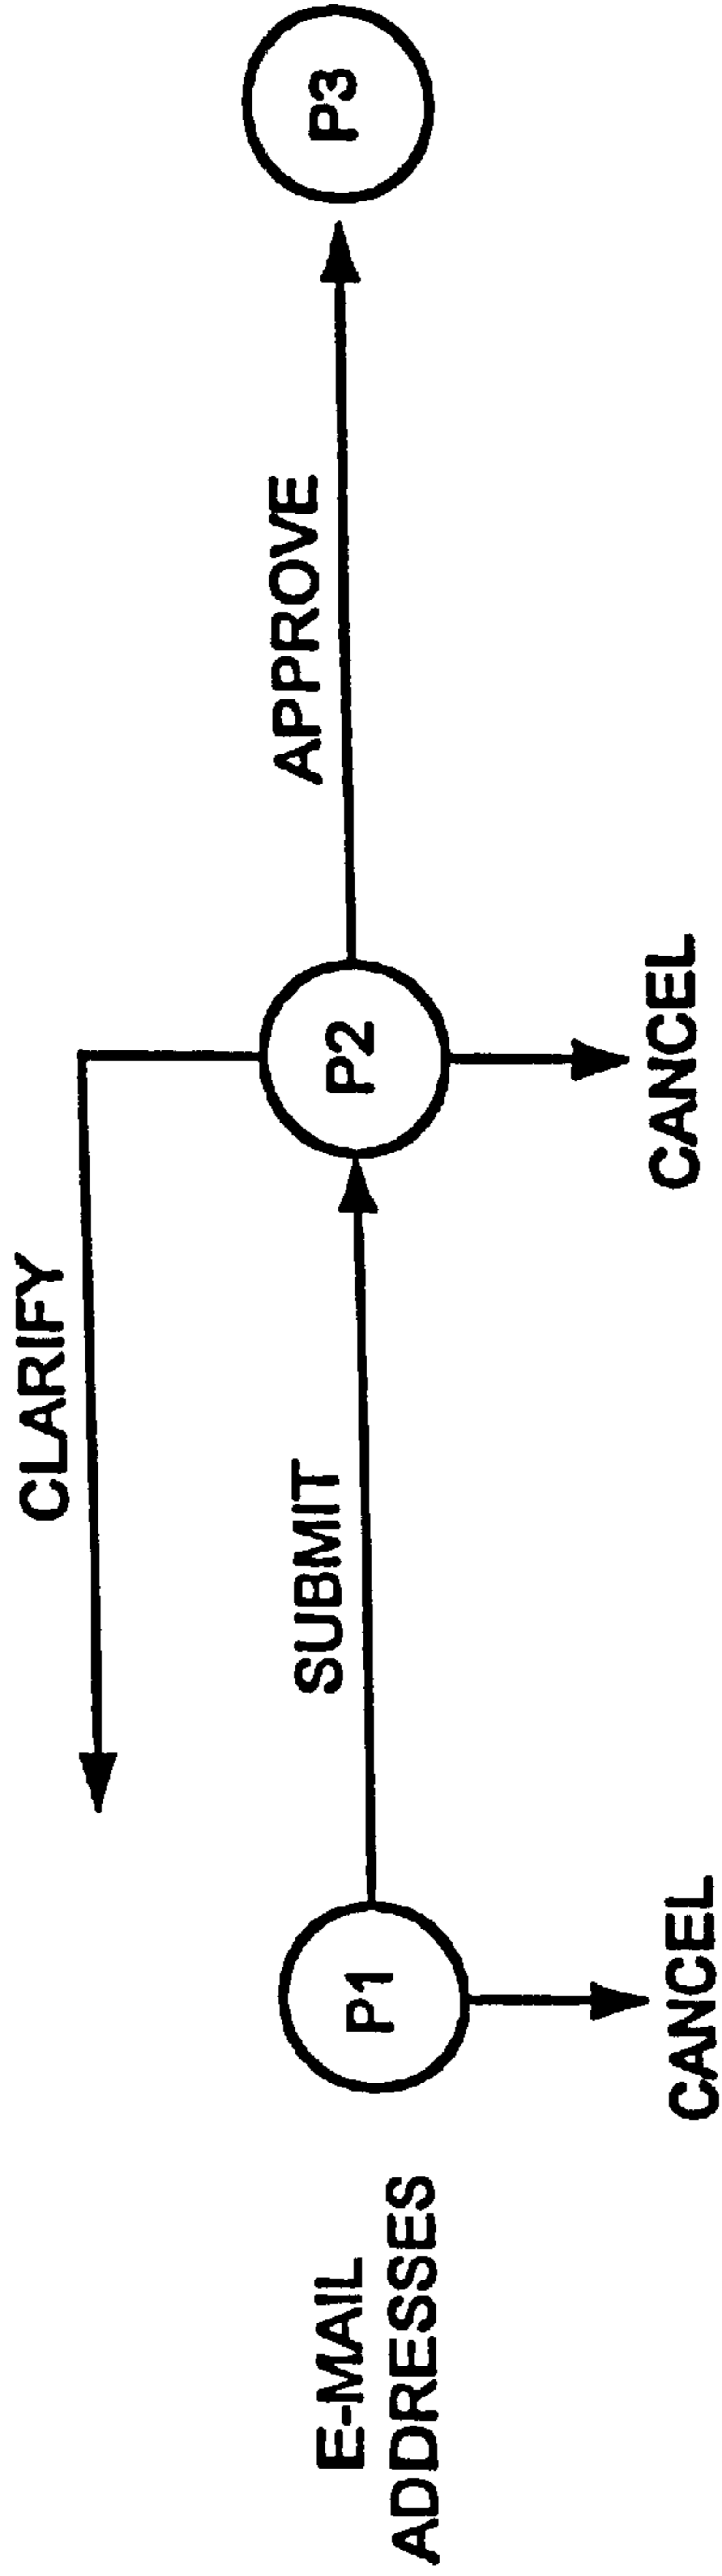 CLARIFY
E-MAIL
ADDRESSES
P1
SUBMIT
P2
APPROVE
P3
CANCEL
CANCEL